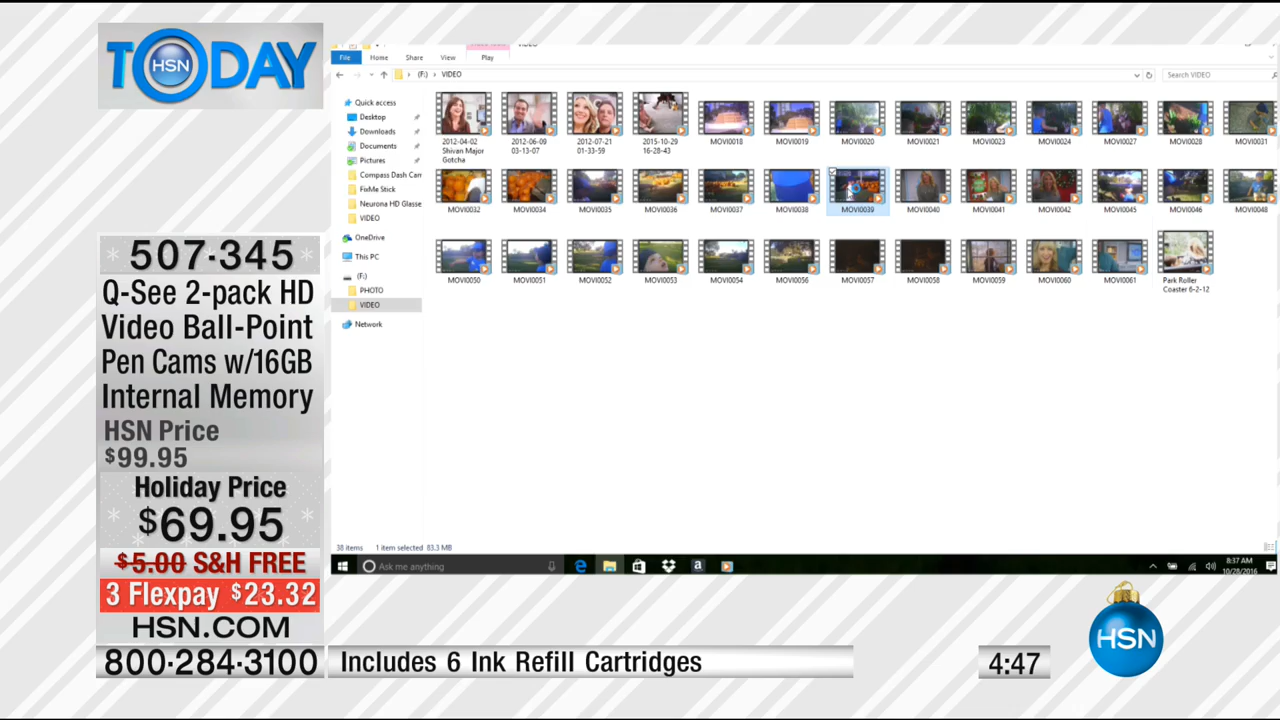 TODAY
HSN
507·345
Q-See 2-pack HD
Video Ball-Point
Pen Cams w/16GB
Internal Memory
HSN Price
$99.95
Holiday Price
$69.95
$5.00 S&H FREE
3 Flexpay $23.32
HSN.COM
800·284·3100
File Home Share View Play
(F:) VIDEO
Search VIDEO
Quick access
Desktop
Downloads
Documents
Pictures
Compass Dash Cam
FixMe Stick
Neurona HD Glasse
VIDEO
OneDrive
This PC
(F:)
PHOTO
VIDEO
Network
2012-04-02 Shivan Major Gotcha
2012-06-09 03-13-07
2012-07-21 01-33-59
2015-10-29 16-28-43
MOVI0018 MOVI0019 MOVI0020 MOVI0021 MOVI0023 MOVI0024 MOVI0027 MOVI0028 MOVI0031
MOVI0032 MOVI0034 MOVI0035 MOVI0036 MOVI0037 MOVI0038 MOVI0039 MOVI0040 MOVI0041 MOVI0042 MOVI0045 MOVI0046 MOVI0048
MOVI0050 MOVI0051 MOVI0052 MOVI0053 MOVI0054 MOVI0056 MOVI0057 MOVI0058 MOVI0059 MOVI0060 MOVI0061
Park Roller Coaster 6-2-12
38 items 1 item selected 83.3 MB
Ask me anything
8:37 AM
10/28/2016
HSN
Includes 6 Ink Refill Cartridges
4:47